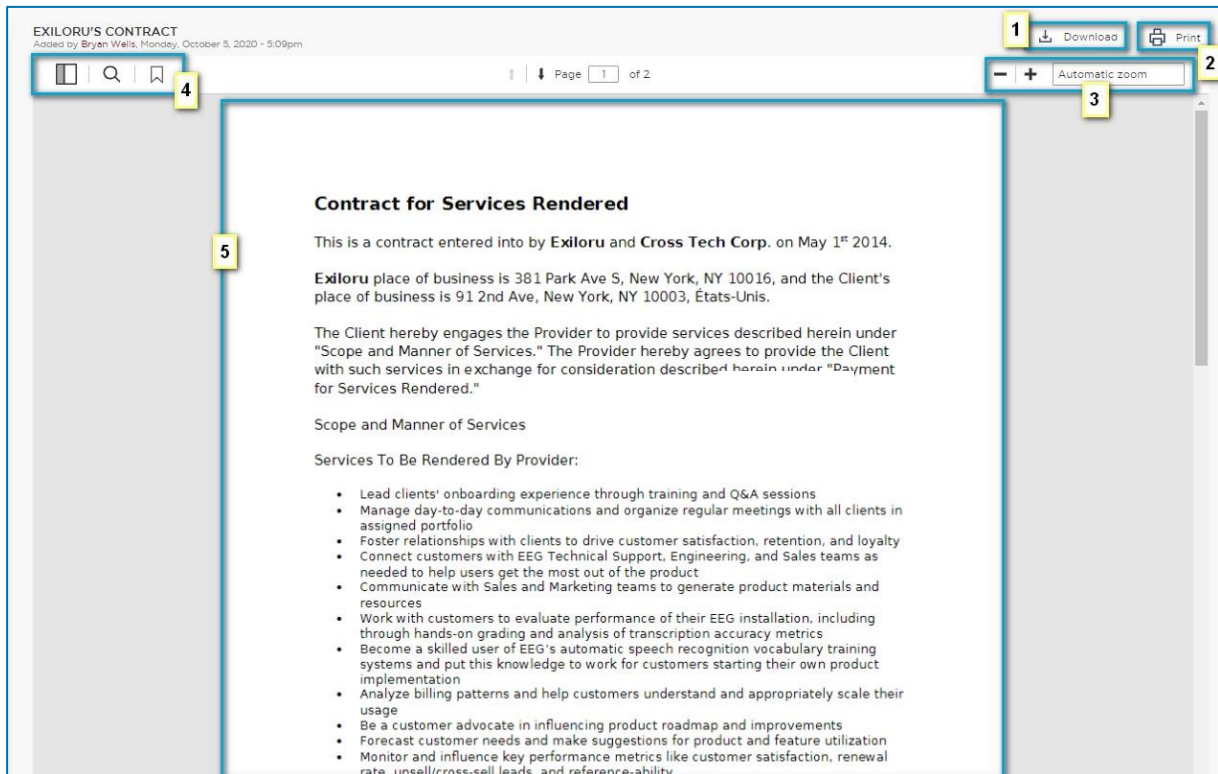 EXILORU'S CONTRACT
Added by Bryan Wells, Monday, October 5, 2020 - 5:09pm
1
Download
Print
2
4
Page 1 of 2
Automatic zoom
3
5
Contract for Services Rendered
This is a contract entered into by Exiloru and Cross Tech Corp. on May 1st 2014.
Exiloru place of business is 381 Park Ave S, New York, NY 10016, and the Client's
place of business is 91 2nd Ave, New York, NY 10003, États-Unis.
The Client hereby engages the Provider to provide services described herein under
"Scope and Manner of Services." The Provider hereby agrees to provide the Client
with such services in exchange for consideration described herein under "Payment
for Services Rendered."
Scope and Manner of Services
Services To Be Rendered By Provider:
• Lead clients' onboarding experience through training and Q&A sessions
• Manage day-to-day communications and organize regular meetings with all clients in
assigned portfolio
• Foster relationships with clients to drive customer satisfaction, retention, and loyalty
• Connect customers with EEG Technical Support, Engineering, and Sales teams as
needed to help users get the most out of the product
• Communicate with Sales and Marketing teams to generate product materials and
resources
• Work with customers to evaluate performance of their EEG installation, including
through hands-on grading and analysis of transcription accuracy metrics
• Become a skilled user of EEG's automatic speech recognition vocabulary training
systems and put this knowledge to work for customers starting their own product
implementation
• Analyze billing patterns and help customers understand and appropriately scale their
usage
• Be a customer advocate in influencing product roadmap and improvements
• Forecast customer needs and make suggestions for product and feature utilization
• Monitor and influence key performance metrics like customer satisfaction, renewal
rate, upsell/cross-sell leads, and reference-ability